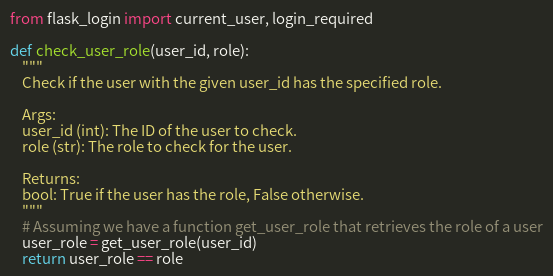 from flask_login import current_user, login_required

def check_user_role(user_id, role):
    """
    Check if the user with the given user_id has the specified role.

    Args:
    user_id (int): The ID of the user to check.
    role (str): The role to check for the user.

    Returns:
    bool: True if the user has the role, False otherwise.
    """
    # Assuming we have a function get_user_role that retrieves the role of a user
    user_role = get_user_role(user_id)
    return user_role == role